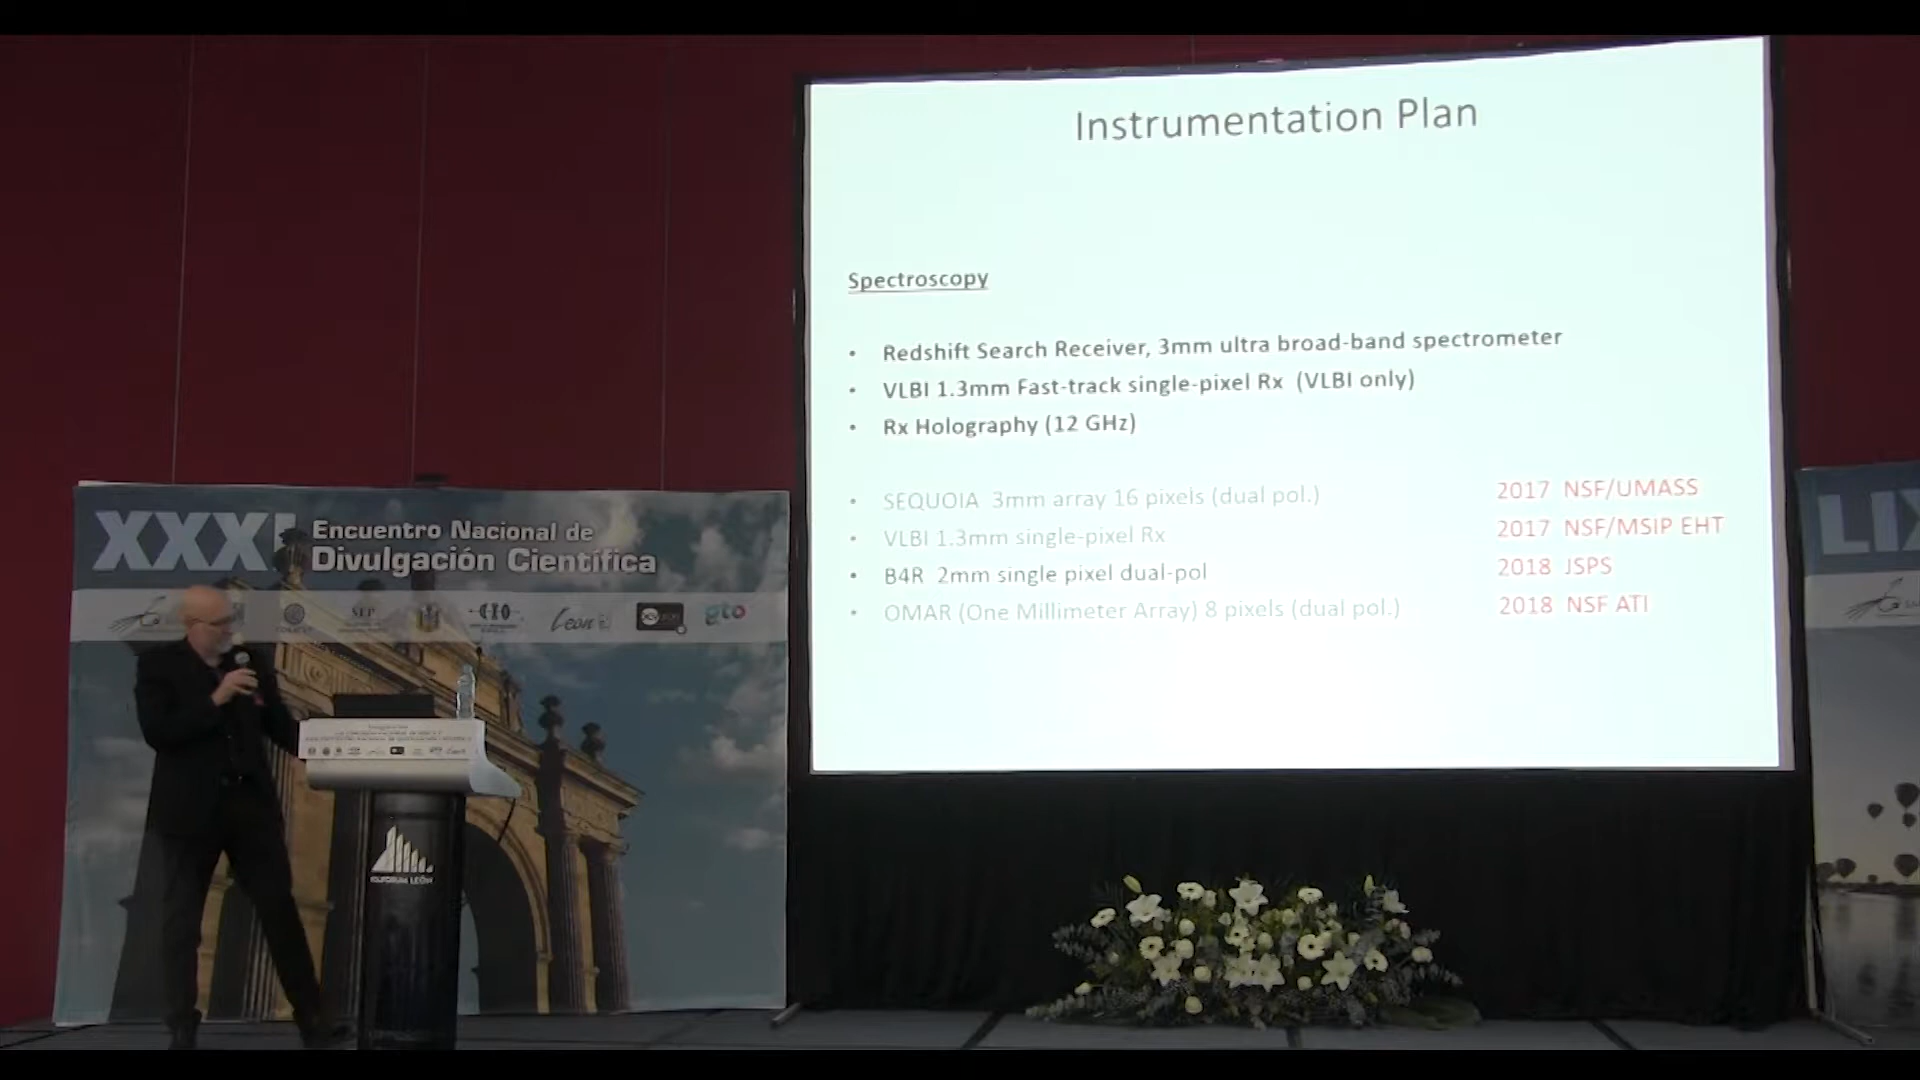 Instrumentation Plan
Spectroscopy
• Redshift Search Receiver, 3mm ultra broad-band spectrometer
• VLBI 1.3mm Fast-track single-pixel Rx (VLBI only)
• Rx Holography (12 GHz)
• SEQUOIA 3mm array 16 pixels (dual pol.) 2017 NSF/UMASS
• VLBI 1.3mm single-pixel Rx 2017 NSF/MSIP EHT
• B4R 2mm single pixel dual-pol 2018 JSPS
• OMAR (One Millimeter Array) 8 pixels (dual pol.) 2018 NSF ATI
XXXI Encuentro Nacional de
Divulgación Científica
SEP
León
gto
LIX